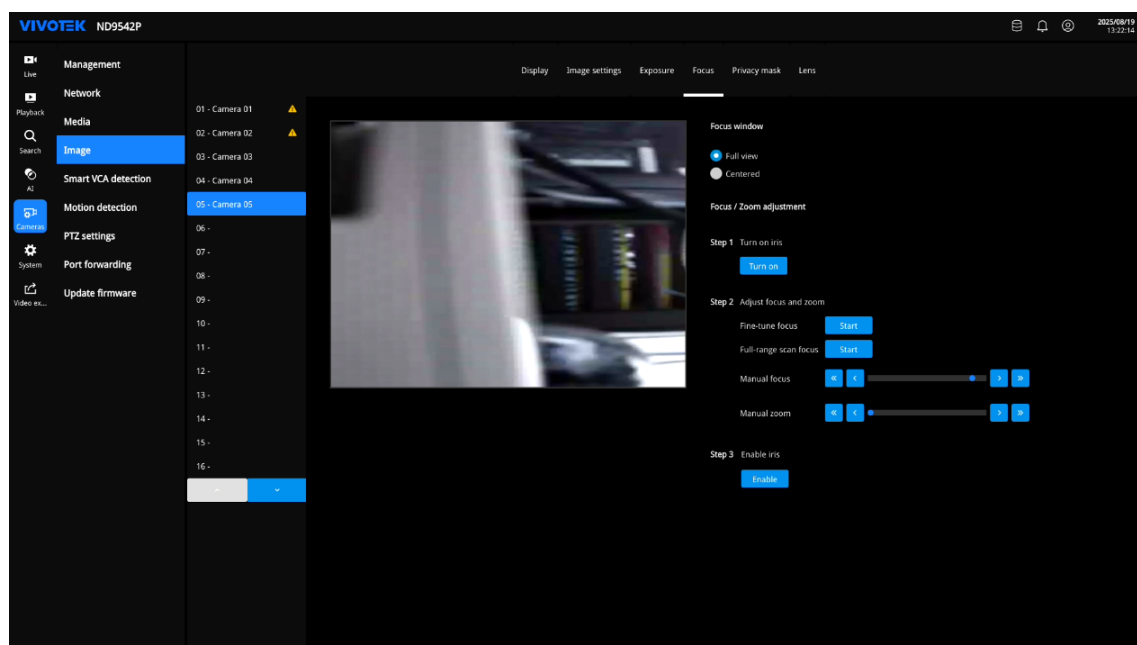 VIVOTEK ND9542P
2025/08/19
13:22:14
Live
Playback
Search
AI
Cameras
System
Video ex...
Management
Network
Media
Image
Smart VCA detection
Motion detection
PTZ settings
Port forwarding
Update firmware
01 - Camera 01
02 - Camera 02
03 - Camera 03
04 - Camera 04
05 - Camera 05
06 -
07 -
08 -
09 -
10 -
11 -
12 -
13 -
14 -
15 -
16 -
Display Image settings Exposure Focus Privacy mask Lens
Focus window
Full view
Centered
Focus / Zoom adjustment
Step 1 Turn on iris
Turn on
Step 2 Adjust focus and zoom
Fine-tune focus Start
Full-range scan focus Start
Manual focus « ‹ › »
Manual zoom « ‹ › »
Step 3 Enable iris
Enable